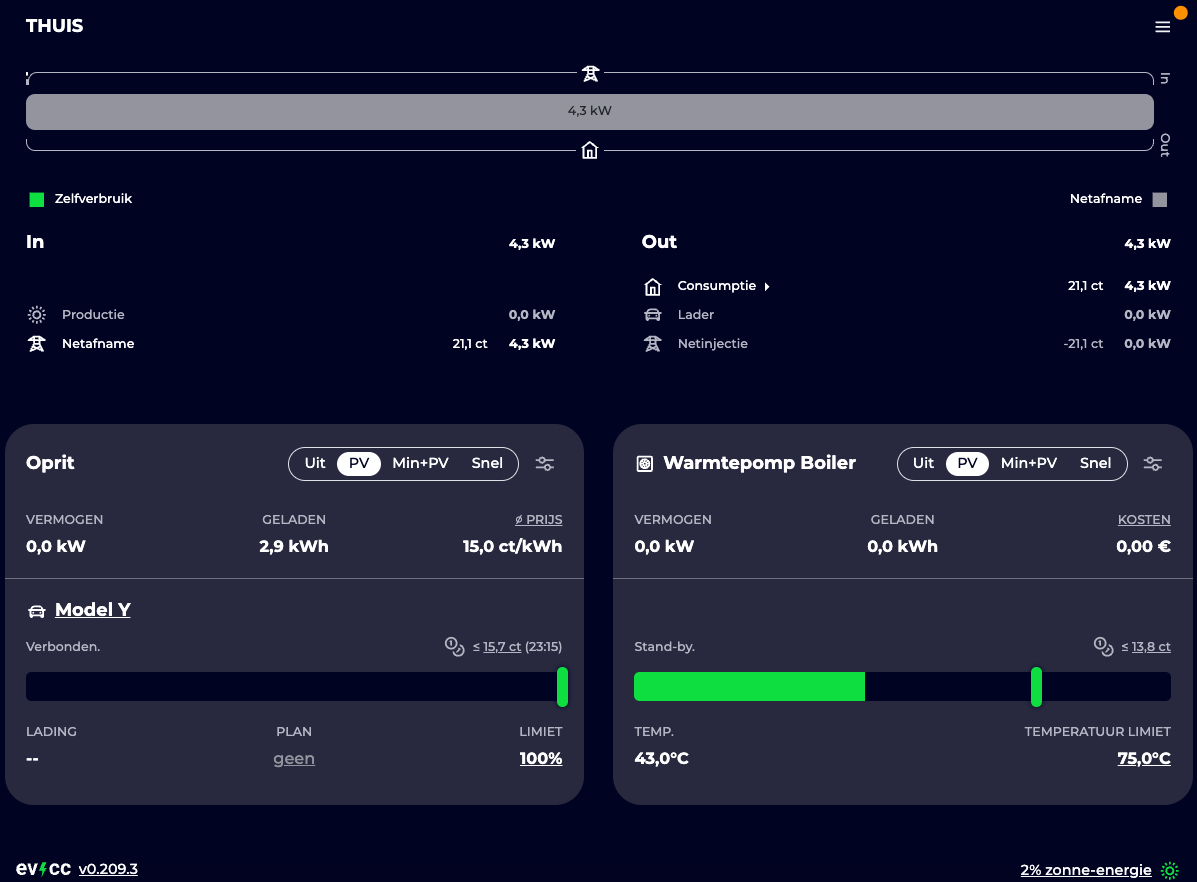 THUIS
In
4,3 kW
Out
Zelfverbruik
Netafname
In 4,3 kW
Productie 0,0 kW
Netafname 21,1 ct 4,3 kW
Out 4,3 kW
Consumptie 21,1 ct 4,3 kW
Lader 0,0 kW
Netinjectie -21,1 ct 0,0 kW
Oprit Uit PV Min+PV Snel
VERMOGEN GELADEN ø PRIJS
0,0 kW 2,9 kWh 15,0 ct/kWh
Model Y
Verbonden. ≤ 15,7 ct (23:15)
LADING PLAN LIMIET
-- geen 100%
Warmtepomp Boiler Uit PV Min+PV Snel
VERMOGEN GELADEN KOSTEN
0,0 kW 0,0 kWh 0,00 €
Stand-by. ≤ 13,8 ct
TEMP. TEMPERATUUR LIMIET
43,0°C 75,0°C
evcc v0.209.3
2% zonne-energie